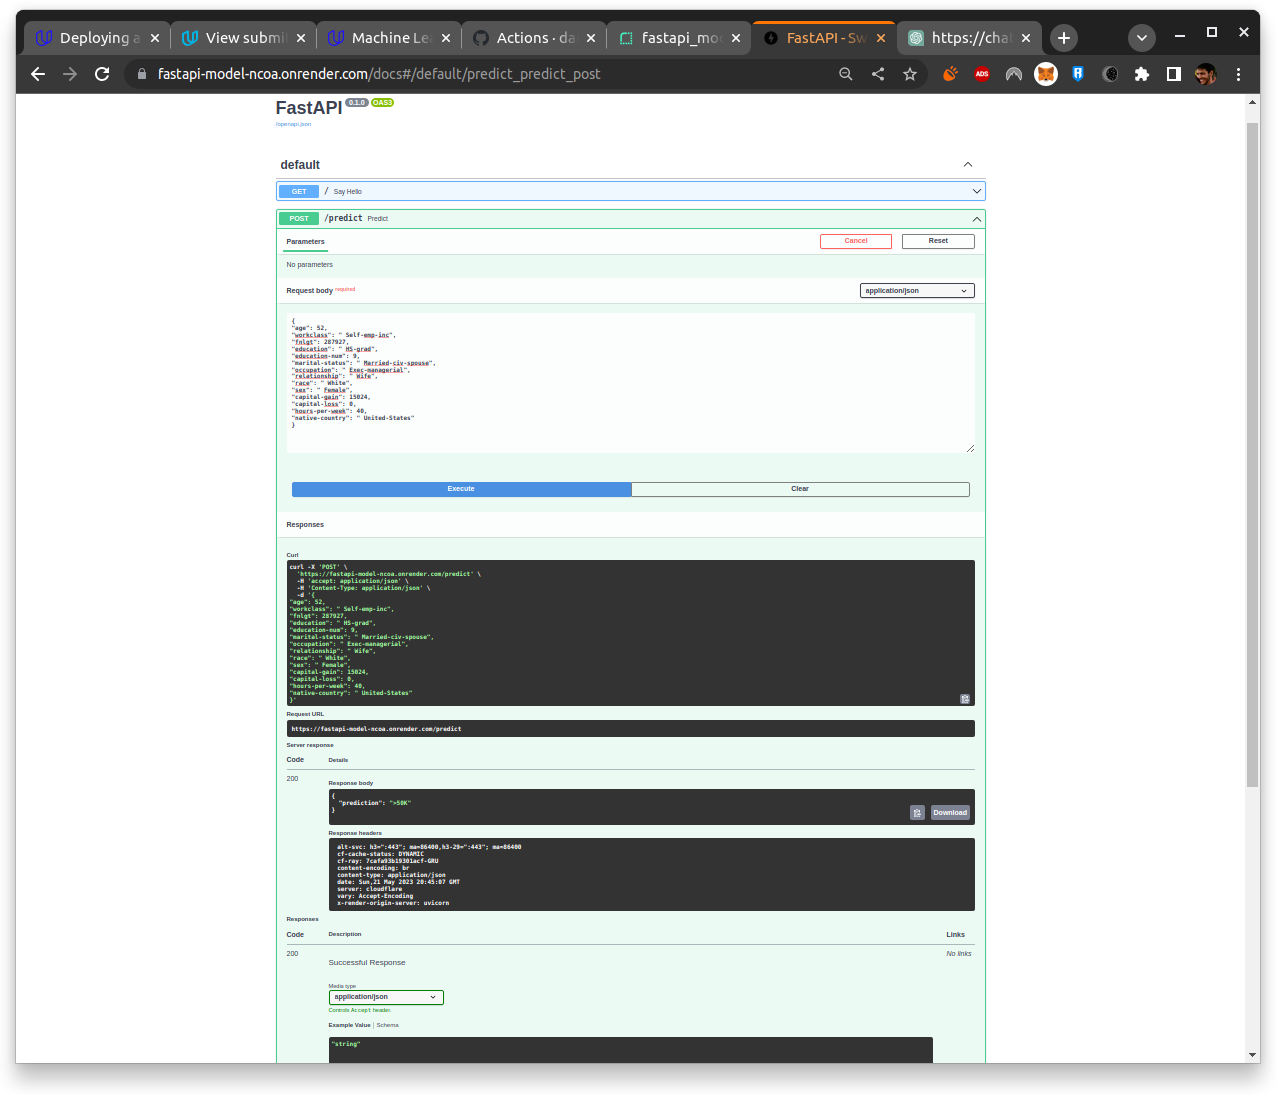 Deploying a
View submi
Machine Le
Actions · da
fastapi_mo
FastAPI - Sw
https://chat
fastapi-model-ncoa.onrender.com/docs#/default/predict_predict_post
ADS
FastAPI 0.1.0 OAS3
/openapi.json
default
GET / Say Hello
POST /predict Predict
Parameters
Cancel
Reset
No parameters
Request body required
application/json
{
"age": 52,
"workclass": " Self-emp-inc",
"fnlgt": 287927,
"education": " HS-grad",
"education-num": 9,
"marital-status": " Married-civ-spouse",
"occupation": " Exec-managerial",
"relationship": " Wife",
"race": " White",
"sex": " Female",
"capital-gain": 15024,
"capital-loss": 0,
"hours-per-week": 40,
"native-country": " United-States"
}
Execute
Clear
Responses
Curl
curl -X 'POST' \
'https://fastapi-model-ncoa.onrender.com/predict' \
-H 'accept: application/json' \
-H 'Content-Type: application/json' \
-d '{
"age": 52,
"workclass": " Self-emp-inc",
"fnlgt": 287927,
"education": " HS-grad",
"education-num": 9,
"marital-status": " Married-civ-spouse",
"occupation": " Exec-managerial",
"relationship": " Wife",
"race": " White",
"sex": " Female",
"capital-gain": 15024,
"capital-loss": 0,
"hours-per-week": 40,
"native-country": " United-States"
}'
Request URL
https://fastapi-model-ncoa.onrender.com/predict
Server response
Code Details
200
Response body
{
"prediction": ">50K"
}
Download
Response headers
alt-svc: h3=":443"; ma=86400,h3-29=":443"; ma=86400
cf-cache-status: DYNAMIC
cf-ray: 7cafa93b19301acf-GRU
content-encoding: br
content-type: application/json
date: Sun,21 May 2023 20:45:07 GMT
server: cloudflare
vary: Accept-Encoding
x-render-origin-server: uvicorn
Responses
Code Description Links
200 No links
Successful Response
Media type
application/json
Controls Accept header.
Example Value | Schema
"string"